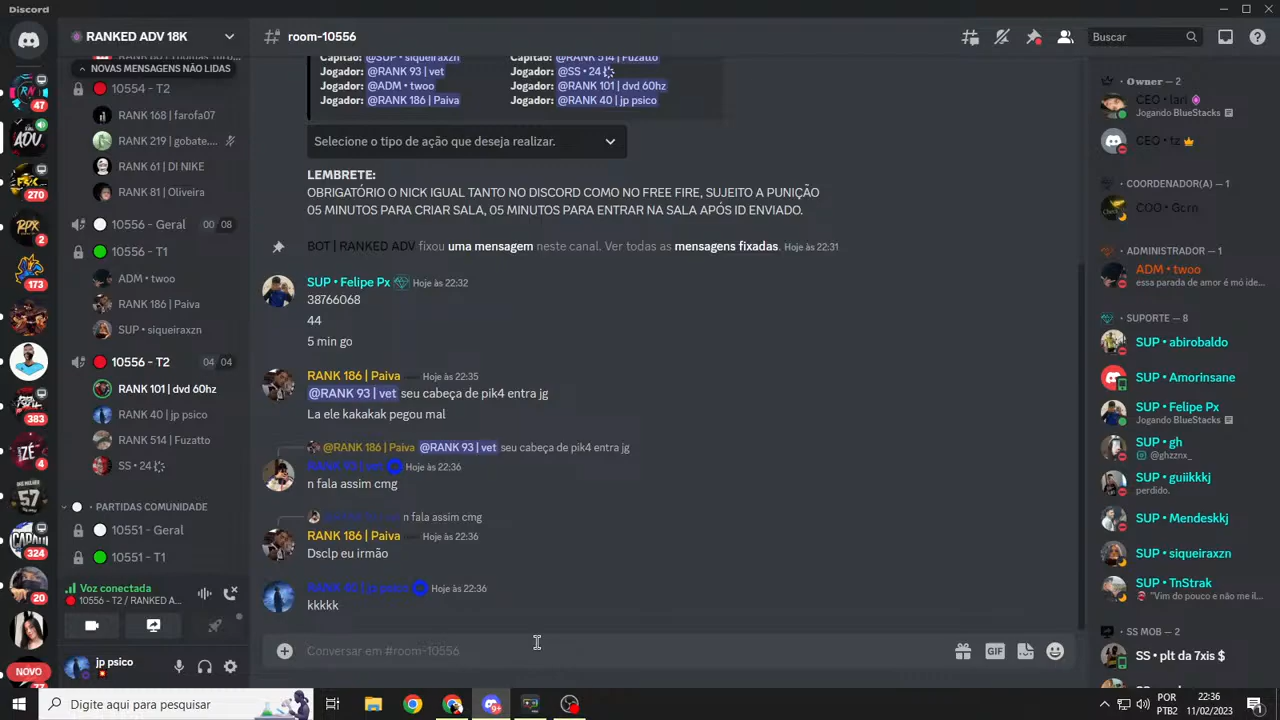 Discord
RANKED ADV 18K
room-10556
Buscar
NOVAS MENSAGENS NÃO LIDAS
10554 - T2
RANK 168 | farofa07
RANK 219 | gobate...
RANK 61 | DI NIKE
RANK 81 | Oliveira
10556 - Geral 00 08
10556 - T1
ADM • twoo
RANK 186 | Paiva
SUP • siqueiraxzn
10556 - T2 04 04
RANK 101 | dvd 60hz
RANK 40 | jp psico
RANK 514 | Fuzatto
SS • 24
• PARTIDAS COMUNIDADE
10551 - Geral
10551 - T1
Voz conectada
10556 - T2 / RANKED A...
jp psico
47
270
2
173
383
4
324
20
NOVO
Capitão: @SUP • siqueiraxzn Capitão: @RANK 514 | Fuzatto
Jogador: @RANK 93 | vet Jogador: @SS • 24
Jogador: @ADM • twoo Jogador: @RANK 101 | dvd 60hz
Jogador: @RANK 186 | Paiva Jogador: @RANK 40 | jp psico
Selecione o tipo de ação que deseja realizar.
LEMBRETE:
OBRIGATÓRIO O NICK IGUAL TANTO NO DISCORD COMO NO FREE FIRE, SUJEITO A PUNIÇÃO
05 MINUTOS PARA CRIAR SALA, 05 MINUTOS PARA ENTRAR NA SALA APÓS ID ENVIADO.
BOT | RANKED ADV fixou uma mensagem neste canal. Ver todas as mensagens fixadas. Hoje às 22:31
SUP • Felipe Px Hoje às 22:32
38766068
44
5 min go
RANK 186 | Paiva Hoje às 22:35
@RANK 93 | vet seu cabeça de pik4 entra jg
La ele kakakak pegou mal
@RANK 186 | Paiva @RANK 93 | vet seu cabeça de pik4 entra jg
RANK 93 | vet Hoje às 22:36
n fala assim cmg
n fala assim cmg
RANK 186 | Paiva Hoje às 22:36
Dsclp eu irmão
RANK 40 | jp psico Hoje às 22:36
kkkkk
Conversar em #room-10556
GIF
• Owner — 2
CEO • lari
Jogando BlueStacks
CEO • tz
• COORDENADOR(A) — 1
COO • Gcrn
• ADMINISTRADOR — 1
ADM • twoo
essa parada de amor é mó ide...
• SUPORTE — 8
SUP • abirobaldo
SUP • Amorinsane
SUP • Felipe Px
Jogando BlueStacks
SUP • gh
@ghzznx_
SUP • guiikkkj
perdido.
SUP • Mendeskkj
SUP • siqueiraxzn
SUP • TnStrak
"Vim do pouco e não me il...
• SS MOB — 2
SS • plt da 7xis $
Digite aqui para pesquisar
9+
POR
PTB2
22:36
11/02/2023
1